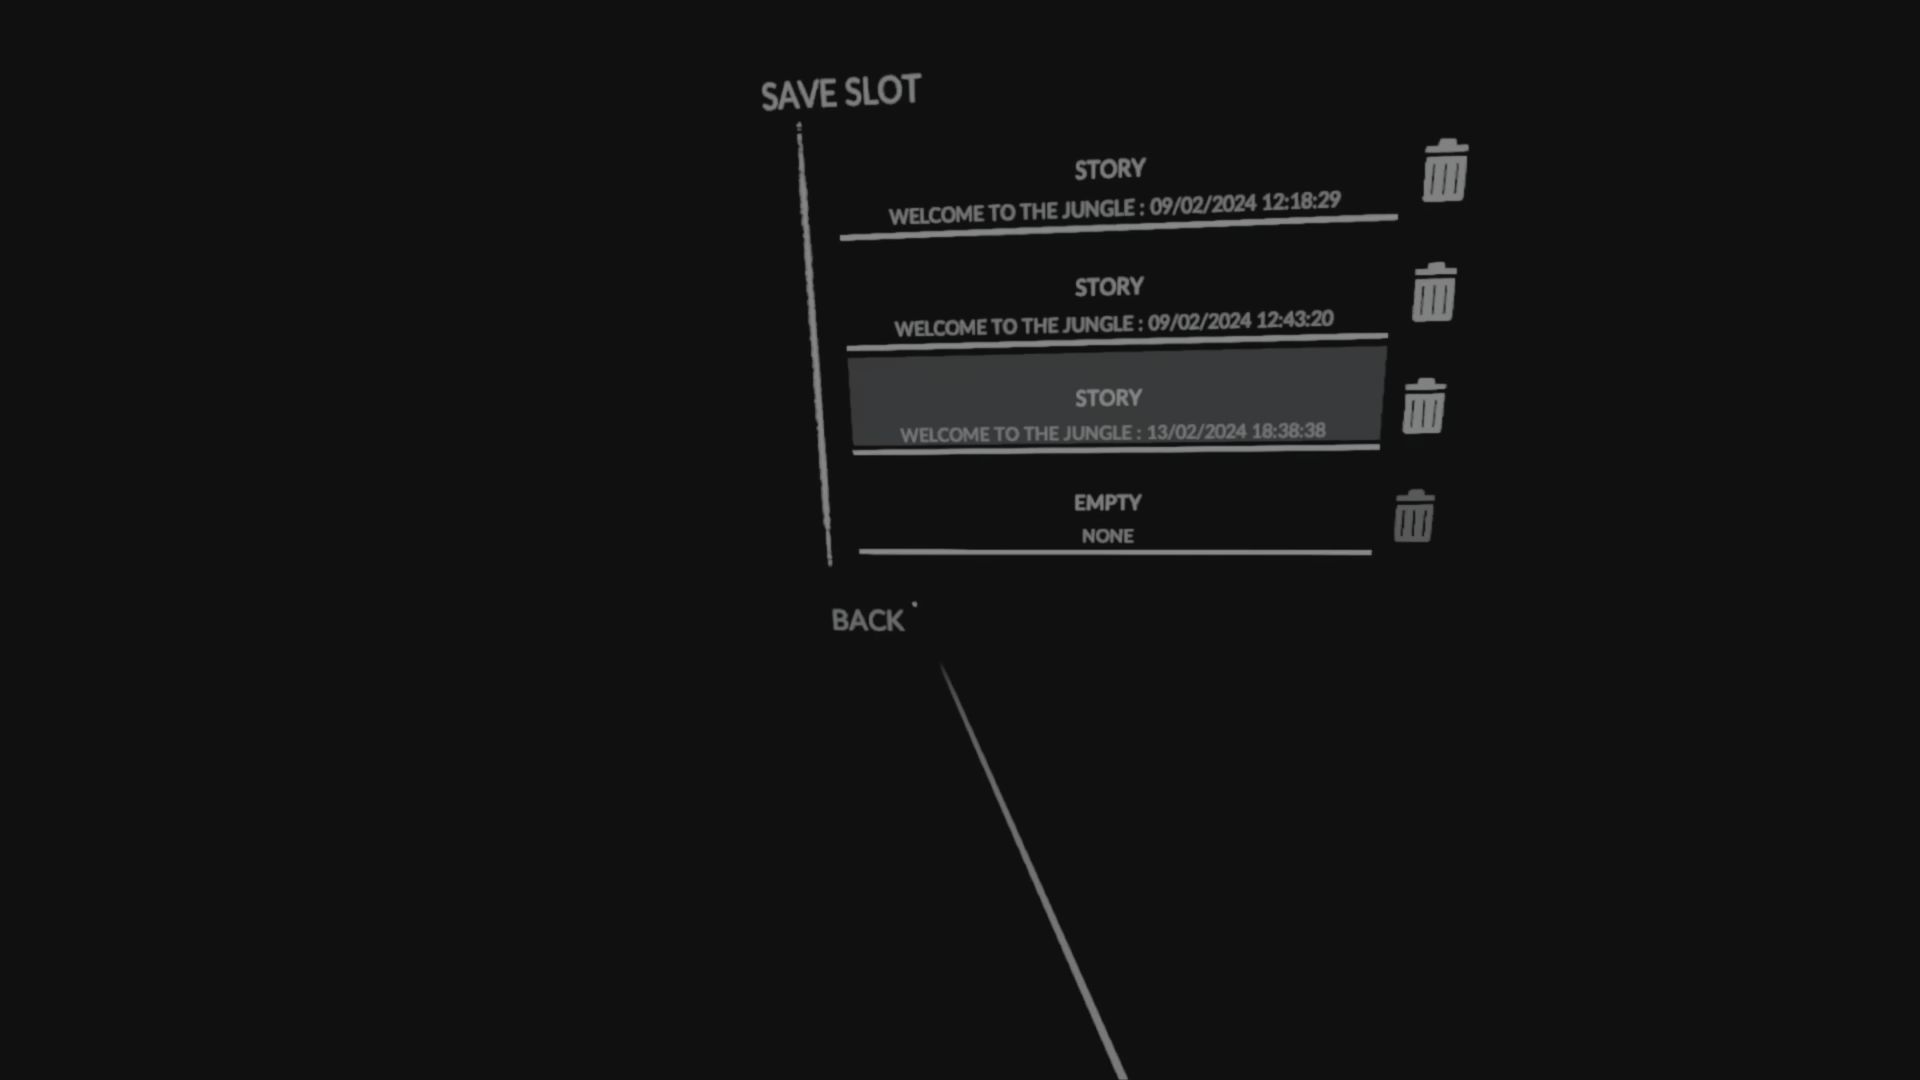 SAVE SLOT
STORY
WELCOME TO THE JUNGLE : 09/02/2024 12:18:29
STORY
WELCOME TO THE JUNGLE : 09/02/2024 12:43:20
STORY
WELCOME TO THE JUNGLE : 13/02/2024 18:38:38
EMPTY
NONE
BACK